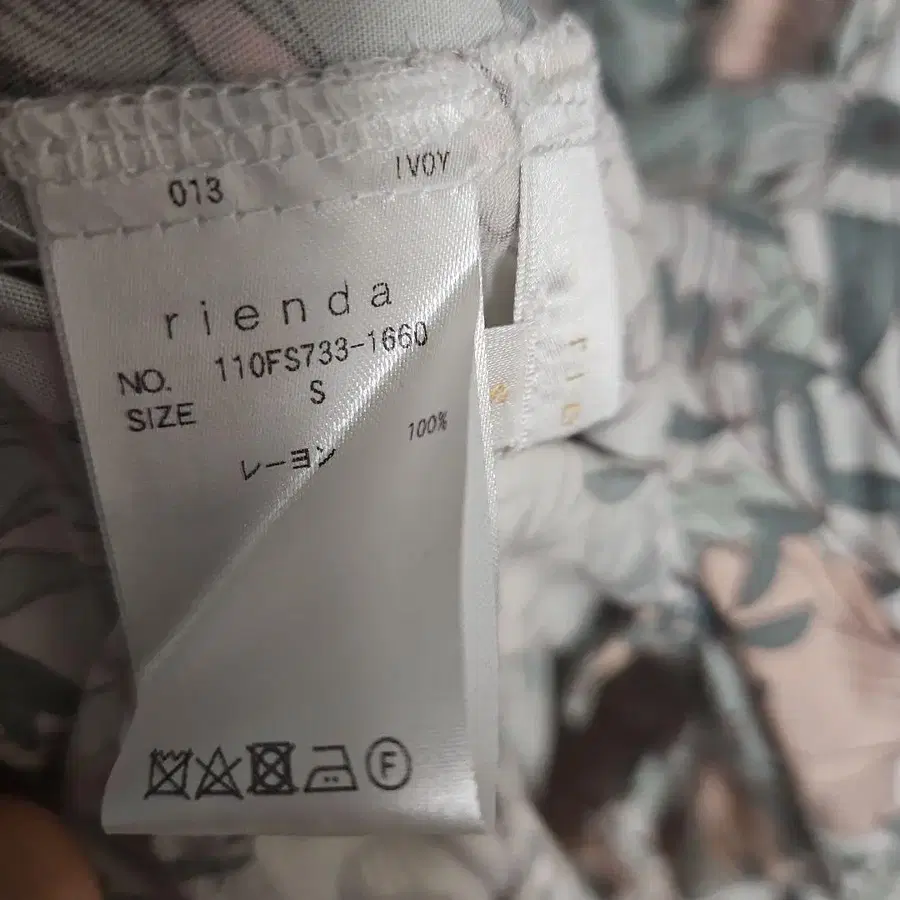 013 IVOY
rienda
NO. 110FS733-1660
SIZE S
レーヨン 100%
F